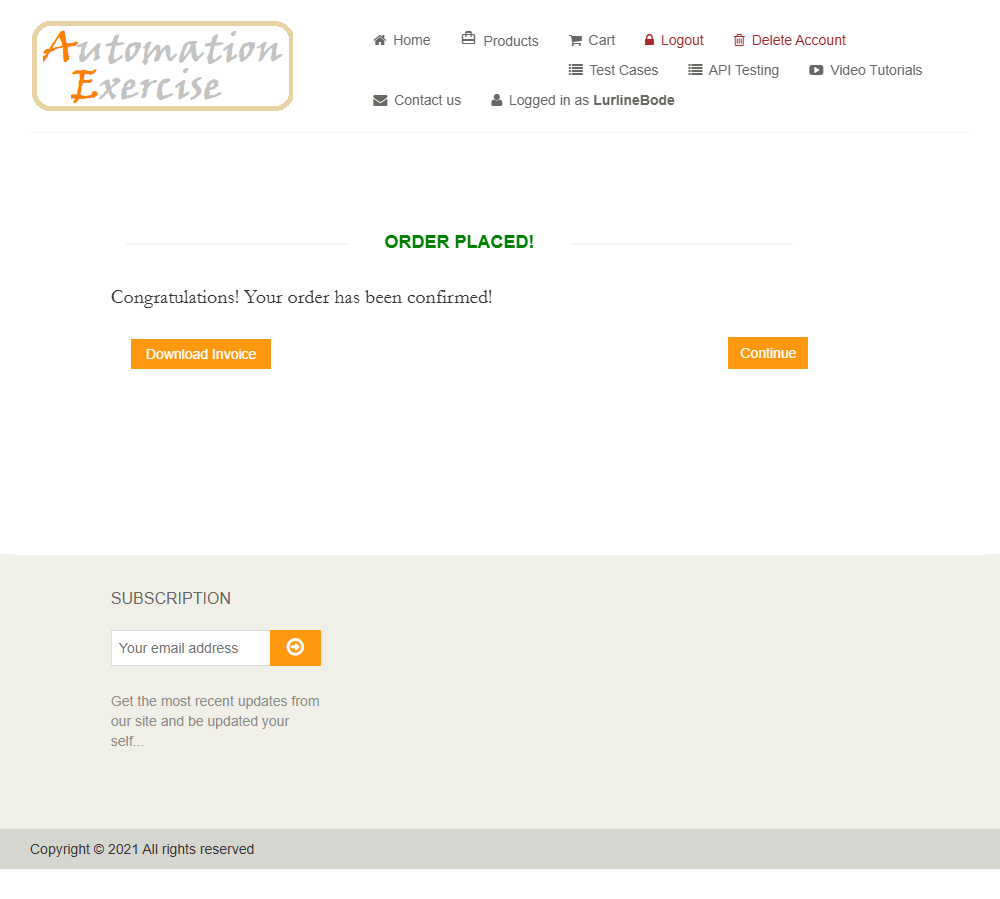 Automation
Exercise
Home Products Cart Logout Delete Account
Test Cases API Testing Video Tutorials
Contact us Logged in as LurlineBode
ORDER PLACED!
Congratulations! Your order has been confirmed!
Download Invoice Continue
SUBSCRIPTION
Your email address
Get the most recent updates from
our site and be updated your
self...
Copyright © 2021 All rights reserved